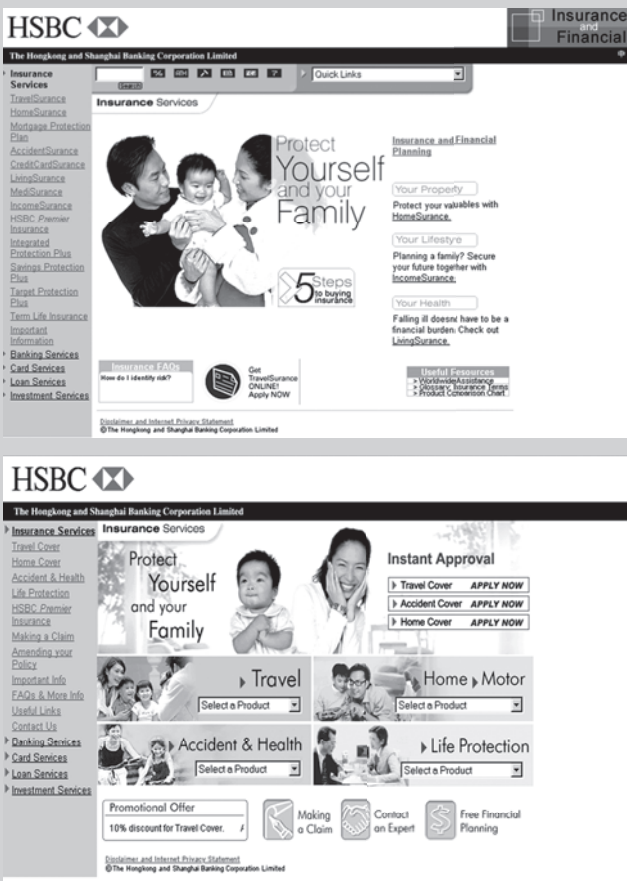 HSBC
Insurance
and
Financial
The Hongkong and Shanghai Banking Corporation Limited
Insurance
Services
TravelSurance
HomeSurance
Mortgage Protection
Plan
AccidentSurance
CreditCardSurance
LivingSurance
MediSurance
IncomeSurance
HSBC Premier
Insurance
Integrated
Protection Plus
Savings Protection
Plus
Target Protection
Plus
Term Life Insurance
Important
Information
Banking Services
Card Services
Loan Services
Investment Services
Search
Quick Links
Insurance Services
Protect
Yourself
and your
Family
5 Steps
to buying
insurance
Insurance and Financial
Planning
Your Property
Protect your valuables with
HomeSurance.
Your Lifestye
Planning a family? Secure
your future together with
IncomeSurance.
Your Health
Falling ill doesnt have to be a
financial burden. Check out
LivingSurance.
Insurance FAQs
How do I identify risk?
Get
TravelSurance
ONLINE!
Apply NOW
Useful Fesources
WorldwideAssistance
Glossary: Insurance Terms
Product Comparison Chart
Disclaimer and Internet Privacy Statement
©The Hongkong and Shanghai Banking Corporation Limited
HSBC
The Hongkong and Shanghai Banking Corporation Limited
Insurance Services
Travel Cover
Home Cover
Accident & Health
Life Protection
HSBC Premier
Insurance
Making a Claim
Amending your
Policy
Important Info
FAQs & More Info
Useful Links
Contact Us
Banking Services
Card Services
Loan Services
Investment Services
Insurance Services
Protect
Yourself
and your
Family
Instant Approval
Travel Cover APPLY NOW
Accident Cover APPLY NOW
Home Cover APPLY NOW
Travel
Select a Product
Home Motor
Select a Product
Accident & Health
Select a Product
Life Protection
Select a Product
Promotional Offer
10% discount for Travel Cover.
Making
a Claim
Contact
an Expert
Free Financial
Planning
Disclaimer and Internet Privacy Statement
©The Hongkong and Shanghai Banking Corporation Limited